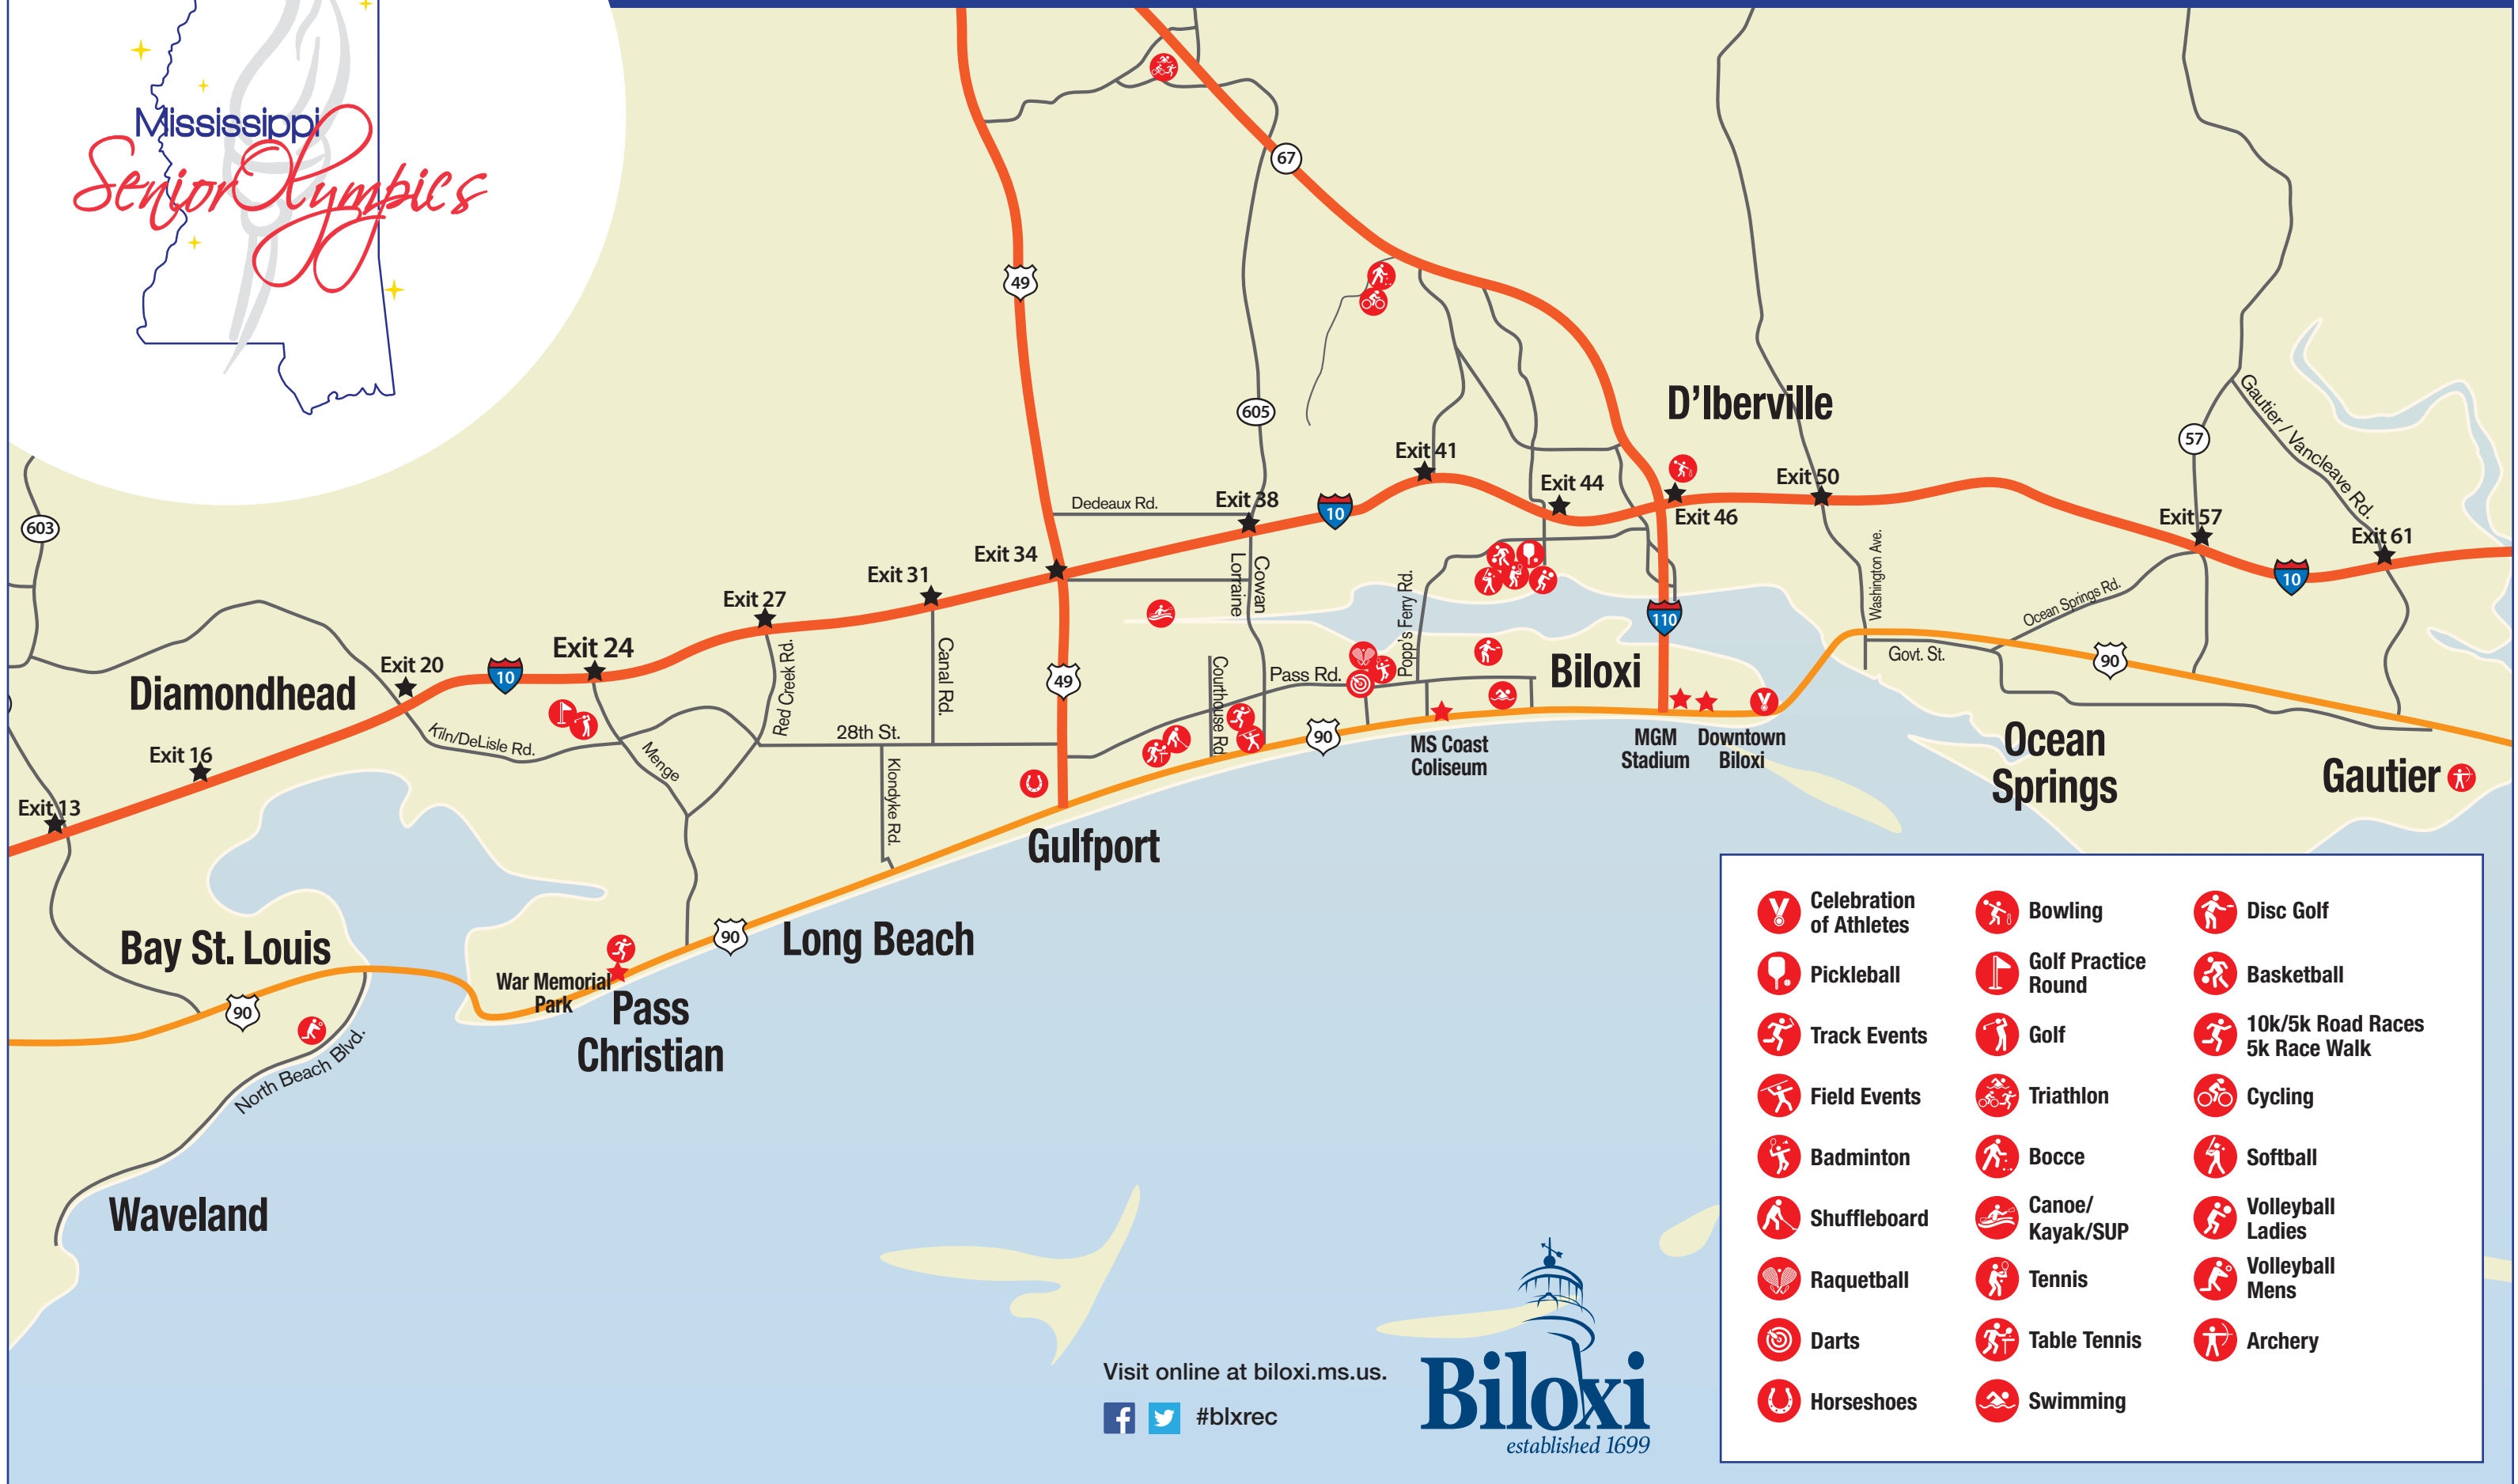 Mississippi
Senior Olympics
67
49
D'Iberville
605
57
Gautier / Vancleave Rd.
Exit 41
Exit 44
Exit 50
Exit 46
Exit 57
Exit 61
Dedeaux Rd.
Exit 38
10
603
Exit 34
Exit 31
Exit 27
Exit 24
Exit 20
10
Lorraine
Cowan
Popp's Ferry Rd.
110
Washington Ave.
Ocean Springs Rd.
10
90
Govt. St.
Diamondhead
Kiln/DeLisle Rd.
Exit 16
Exit 13
Menge
Red Creek Rd.
Canal Rd.
28th St.
Klondyke Rd.
49
Courthouse Rd
Pass Rd.
Biloxi
90
MS Coast
Coliseum
MGM
Stadium
Downtown
Biloxi
Ocean
Springs
Gautier
Gulfport
Long Beach
90
Bay St. Louis
90
War Memorial
Park
Pass
Christian
North Beach Blvd.
Waveland
Celebration
of Athletes
Pickleball
Track Events
Field Events
Badminton
Shuffleboard
Raquetball
Darts
Horseshoes
Bowling
Golf Practice
Round
Golf
Triathlon
Bocce
Canoe/
Kayak/SUP
Tennis
Table Tennis
Swimming
Disc Golf
Basketball
10k/5k Road Races
5k Race Walk
Cycling
Softball
Volleyball
Ladies
Volleyball
Mens
Archery
Visit online at biloxi.ms.us.
#blxrec
Biloxi
established 1699